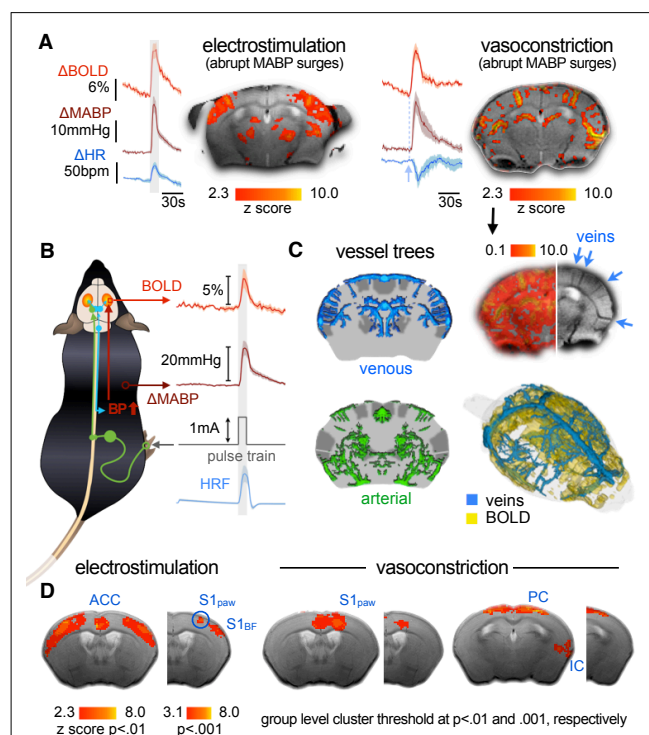 A
electrostimulation
(abrupt MABP surges)
vasoconstriction
(abrupt MABP surges)
ΔBOLD
6%
ΔMABP
10mmHg
ΔHR
50bpm
30s
2.3 10.0
z score
30s
2.3 10.0
z score
B
BOLD
5%
20mmHg
ΔMABP
BP
1mA
pulse train
HRF
C
vessel trees
0.1 10.0
veins
venous
arterial
veins
BOLD
electrostimulation
vasoconstriction
D
ACC
S1paw
S1BF
S1paw
PC
IC
2.3 8.0
z score p<.01
3.1 8.0
p<.001
group level cluster threshold at p<.01 and .001, respectively